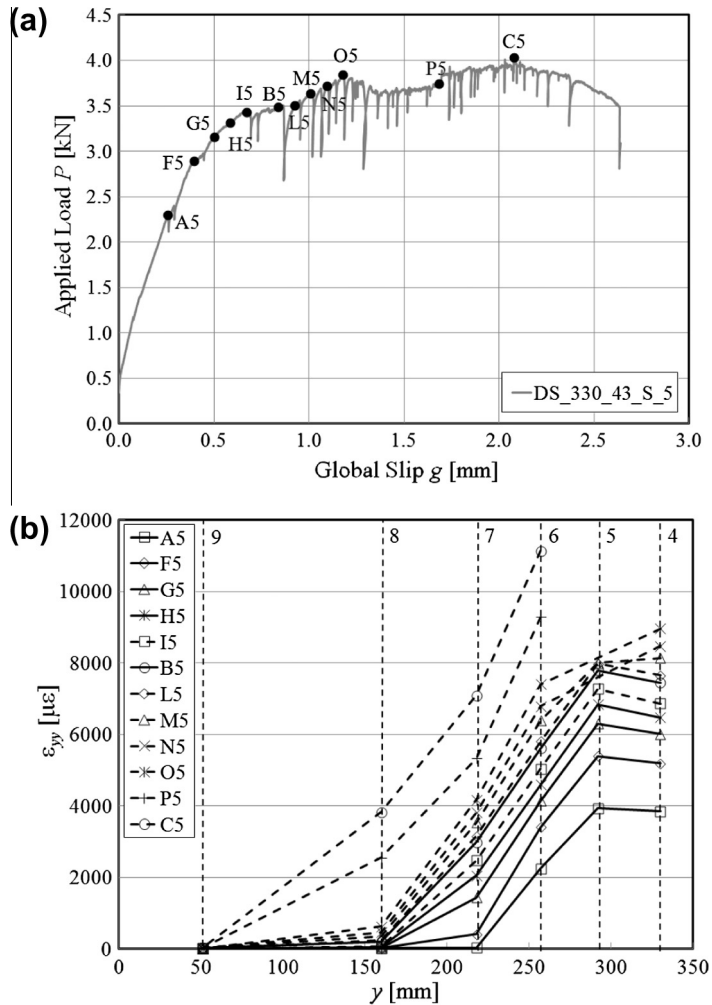 (a)
4.5
4.0
3.5
3.0
2.5
2.0
1.5
1.0
0.5
0.0
Applied Load P [kN]
A5
F5
G5
H5
I5
B5
L5
M5
N5
O5
P5
C5
DS_330_43_S_5
0.0 0.5 1.0 1.5 2.0 2.5 3.0
Global Slip g [mm]
(b)
12000
10000
8000
6000
4000
2000
0
εyy [με]
9 8 7 6 5 4
A5
F5
G5
H5
I5
B5
L5
M5
N5
O5
P5
C5
0 50 100 150 200 250 300 350
y [mm]